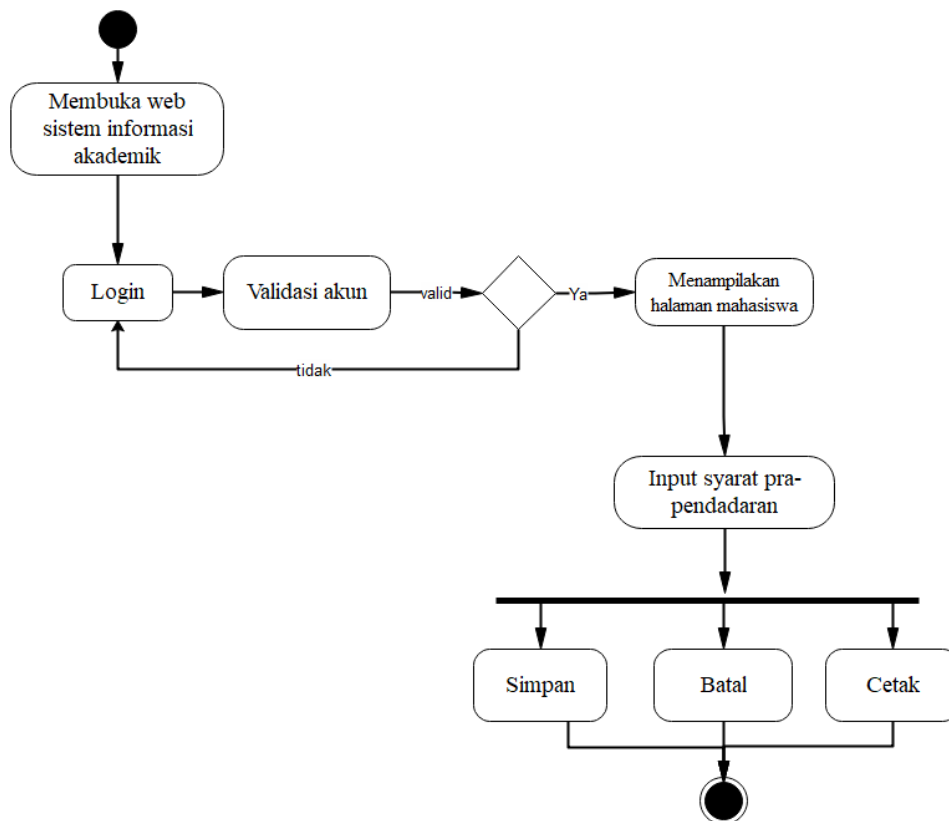 Membuka web
sistem informasi
akademik
Login
Validasi akun
valid
Ya
Menampilakan
halaman mahasiswa
tidak
Input syarat pra-
pendadaran
Simpan
Batal
Cetak